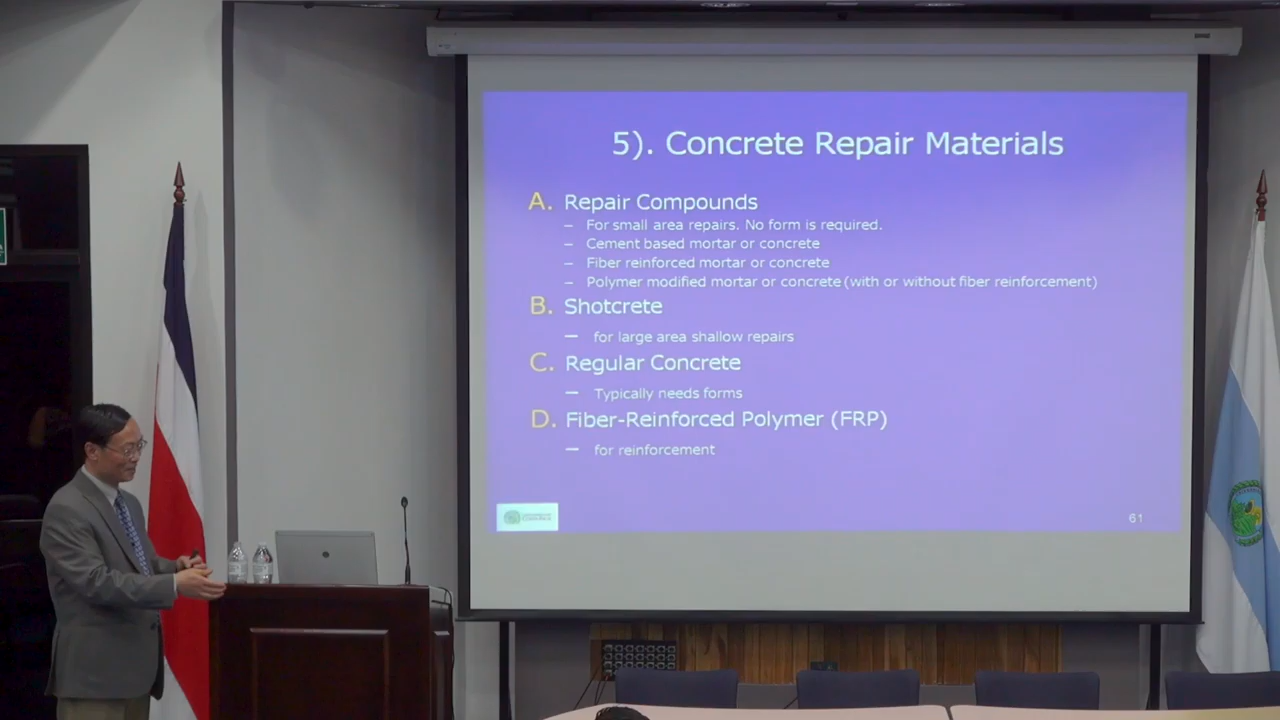 5). Concrete Repair Materials
A. Repair Compounds
– For small area repairs. No form is required.
– Cement based mortar or concrete
– Fiber reinforced mortar or concrete
– Polymer modified mortar or concrete (with or without fiber reinforcement)
B. Shotcrete
– for large area shallow repairs
C. Regular Concrete
– Typically needs forms
D. Fiber-Reinforced Polymer (FRP)
– for reinforcement
61